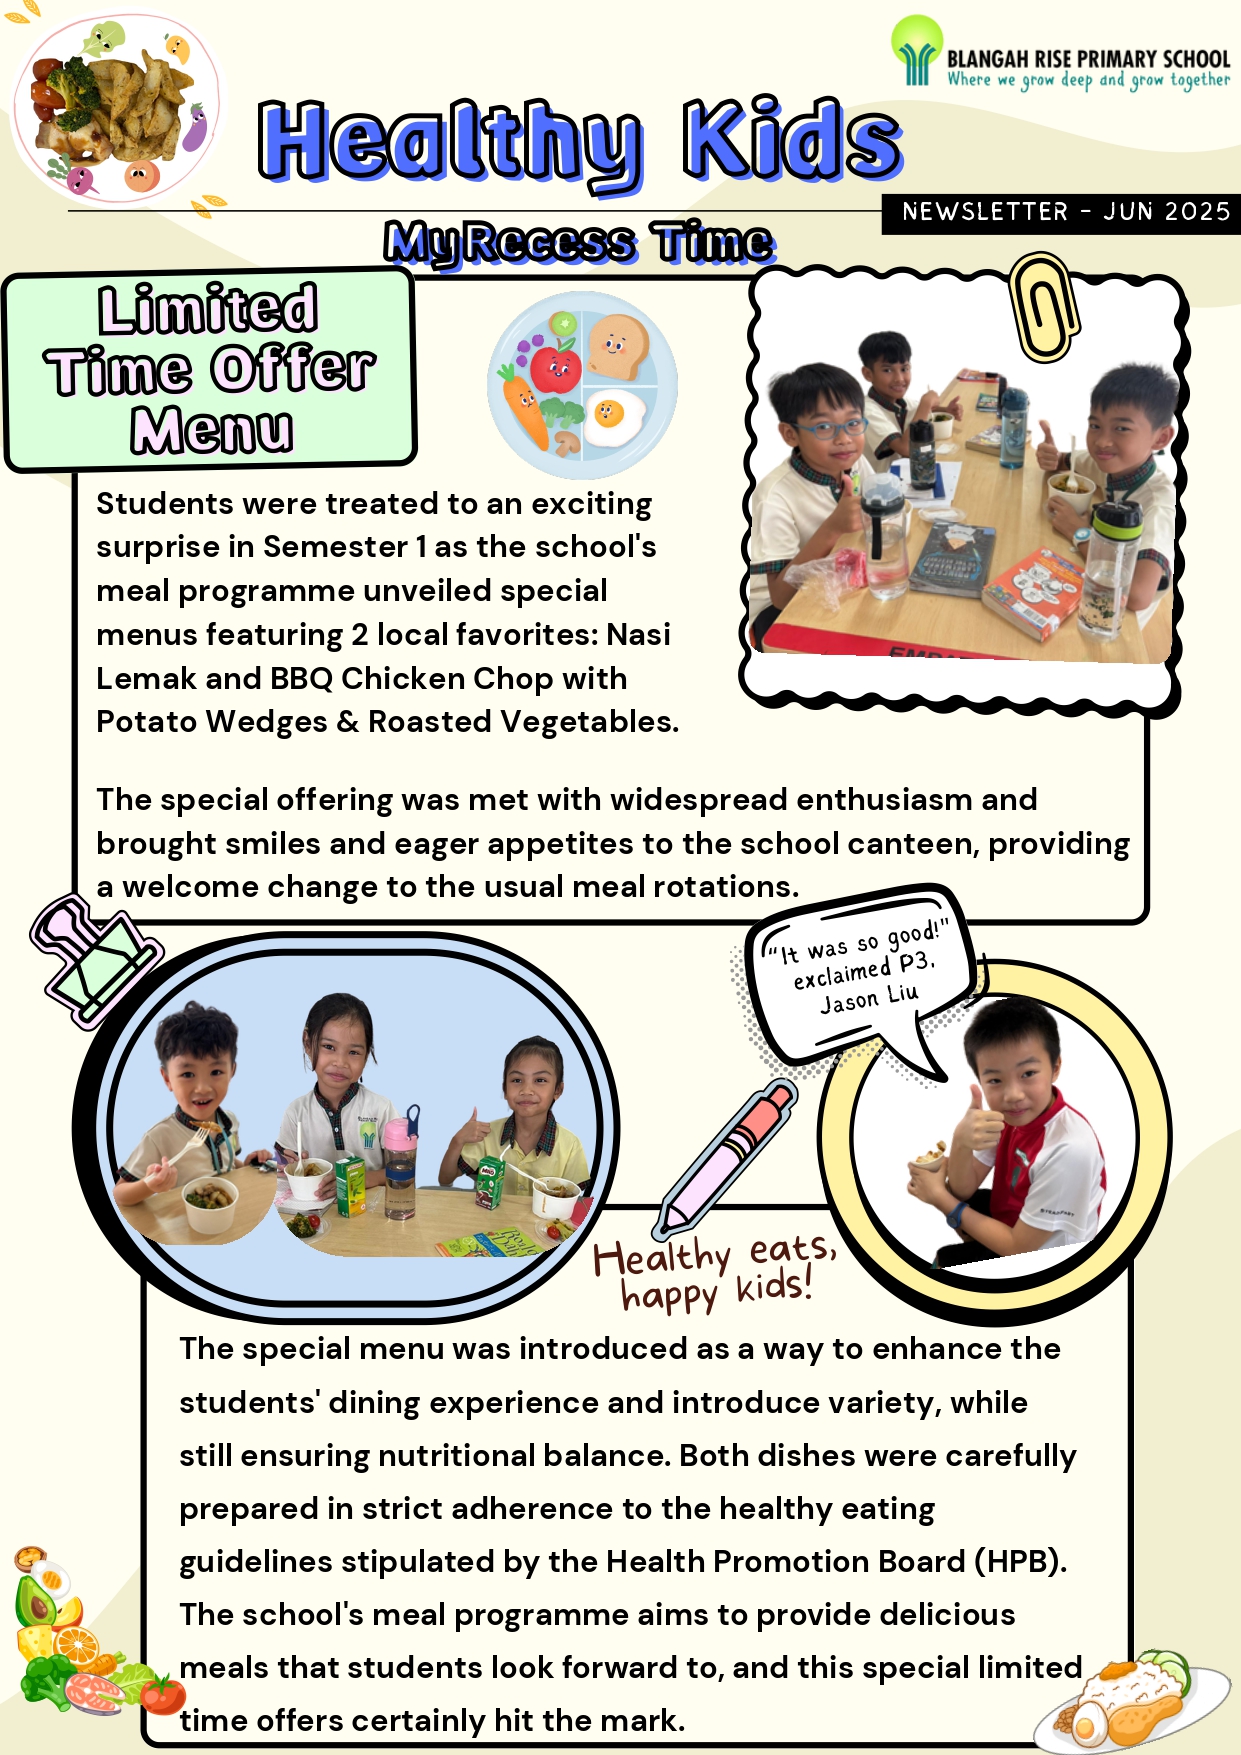 BLANGAH RISE PRIMARY SCHOOL
Where we grow deep and grow together
Healthy Kids
NEWSLETTER - JUN 2025
My Recess Time
Limited
Time Offer
Menu
Students were treated to an exciting
surprise in Semester 1 as the school's
meal programme unveiled special
menus featuring 2 local favorites: Nasi
Lemak and BBQ Chicken Chop with
Potato Wedges & Roasted Vegetables.
The special offering was met with widespread enthusiasm and
brought smiles and eager appetites to the school canteen, providing
a welcome change to the usual meal rotations.
"It was so good!"
exclaimed P3,
Jason Liu
Healthy eats,
happy kids!
The special menu was introduced as a way to enhance the
students' dining experience and introduce variety, while
still ensuring nutritional balance. Both dishes were carefully
prepared in strict adherence to the healthy eating
guidelines stipulated by the Health Promotion Board (HPB).
The school's meal programme aims to provide delicious
meals that students look forward to, and this special limited
time offers certainly hit the mark.